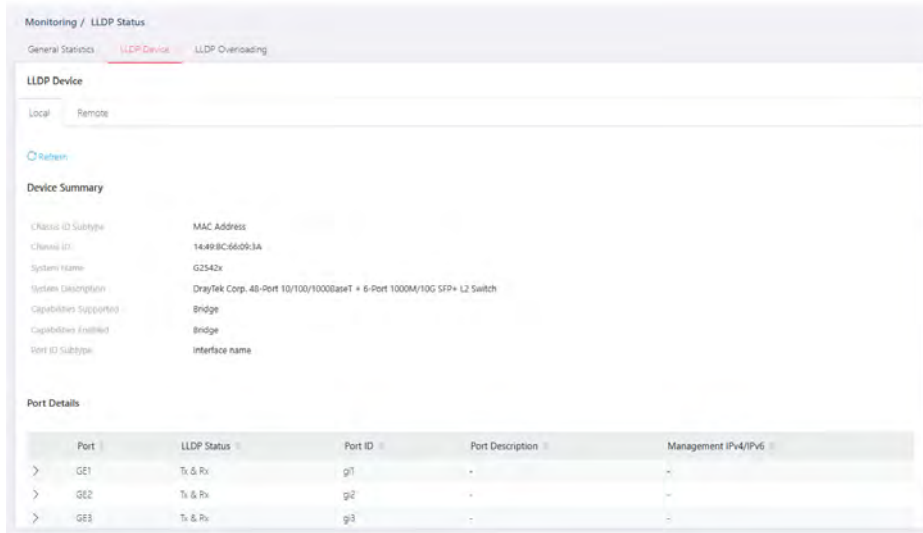 Monitoring / LLDP Status
General Statistics LLDP Device LLDP Overloading
LLDP Device
Local Remote
Refresh
Device Summary
Chassis ID Subtype MAC Address
Chassis ID 14:49:BC:66:09:3A
System Name G2542x
System Description DrayTek Corp. 48-Port 10/100/1000BaseT + 6-Port 1000M/10G SFP+ L2 Switch
Capabilities Supported Bridge
Capabilities Enabled Bridge
Port ID Subtype Interface name
Port Details
Port LLDP Status Port ID Port Description Management IPv4/IPv6
GE1 Tx & Rx gi1 - -
GE2 Tx & Rx gi2 - -
GE3 Tx & Rx gi3 - -